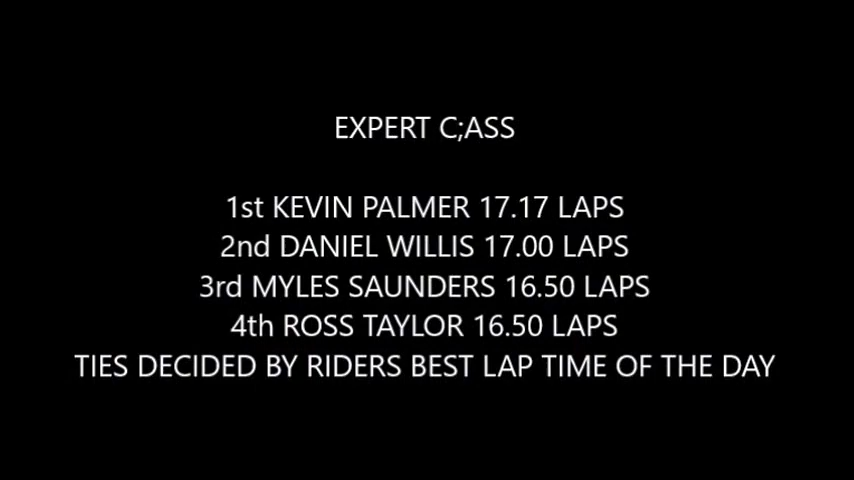 EXPERT C;ASS
1st KEVIN PALMER 17.17 LAPS
2nd DANIEL WILLIS 17.00 LAPS
3rd MYLES SAUNDERS 16.50 LAPS
4th ROSS TAYLOR 16.50 LAPS
TIES DECIDED BY RIDERS BEST LAP TIME OF THE DAY